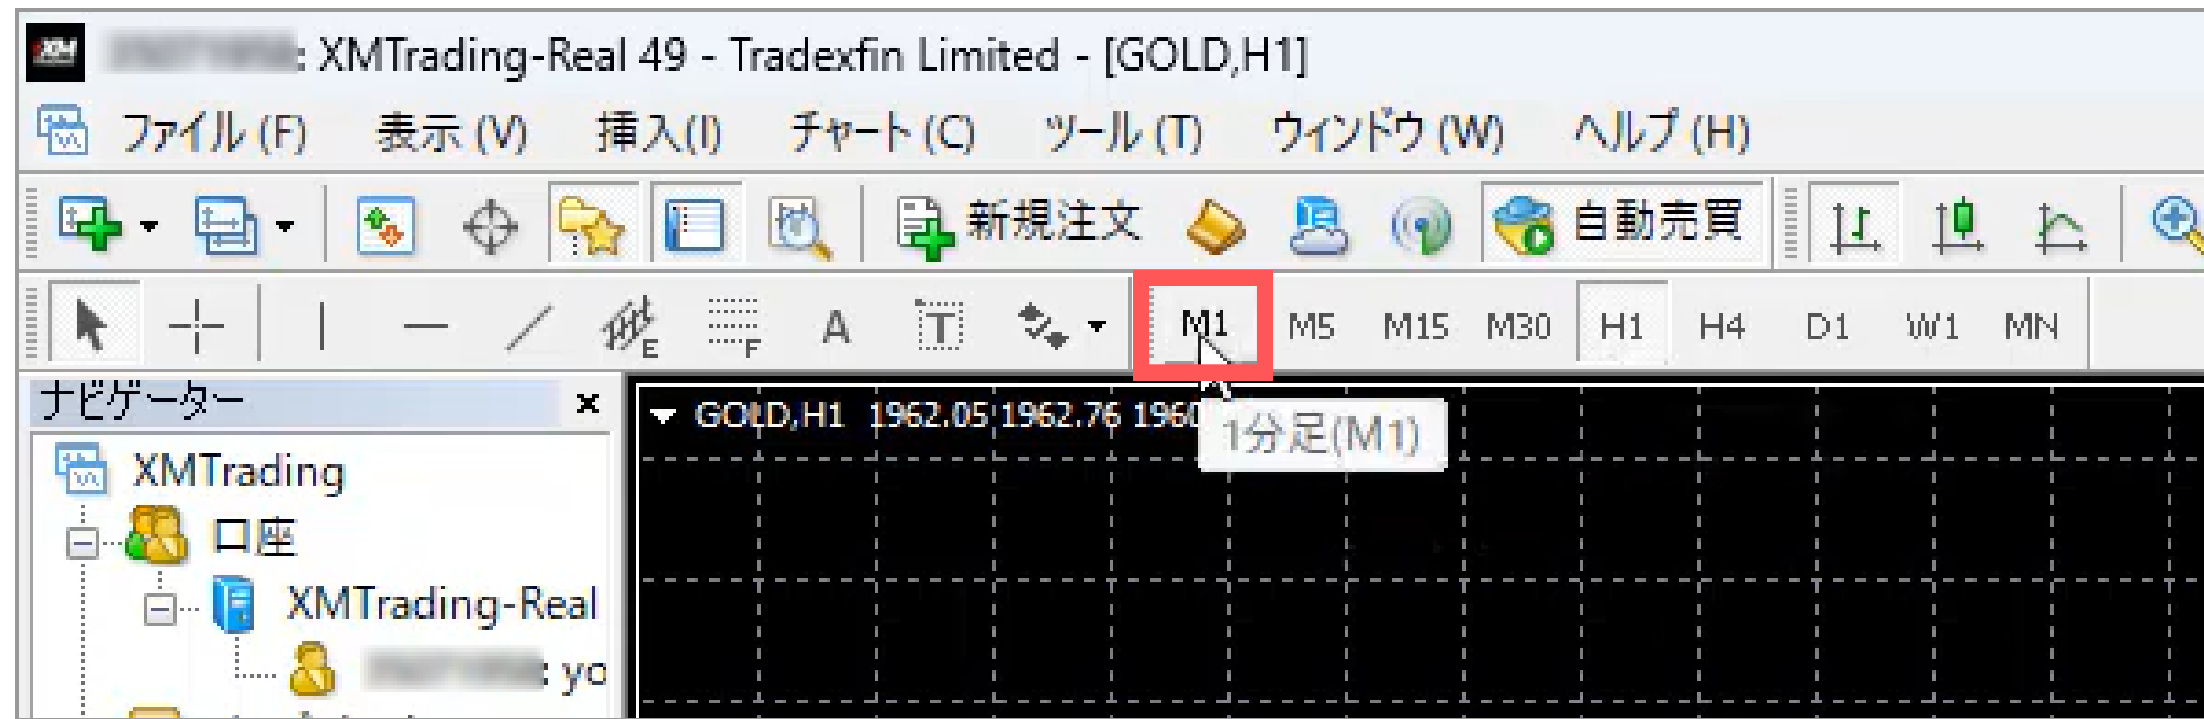 XM : XMTrading-Real 49 - Tradexfin Limited - [GOLD,H1]
ファイル (F) 表示 (V) 挿入(I) チャート (C) ツール (T) ウィンドウ (W) ヘルプ (H)
新規注文 自動売買
E F A T M1 M5 M15 M30 H1 H4 D1 W1 MN
ナビゲーター
GOLD,H1 1962.05 1962.76
1分足(M1)
XMTrading
口座
XMTrading-Real
: yo